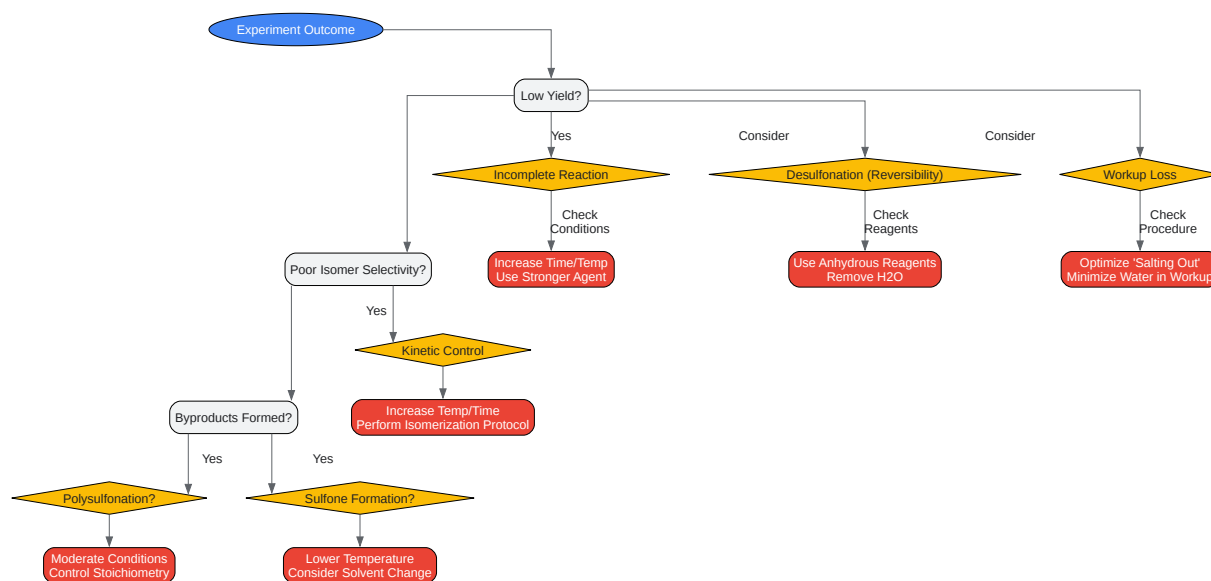 Experiment Outcome
Low Yield?
Yes
Consider
Consider
Incomplete Reaction
Desulfonation (Reversibility)
Workup Loss
Check
Conditions
Check
Reagents
Check
Procedure
Poor Isomer Selectivity?
Increase Time/Temp
Use Stronger Agent
Use Anhydrous Reagents
Remove H2O
Optimize 'Salting Out'
Minimize Water in Workup
Yes
Kinetic Control
Byproducts Formed?
Increase Temp/Time
Perform Isomerization Protocol
Yes
Yes
Polysulfonation?
Sulfone Formation?
Moderate Conditions
Control Stoichiometry
Lower Temperature
Consider Solvent Change